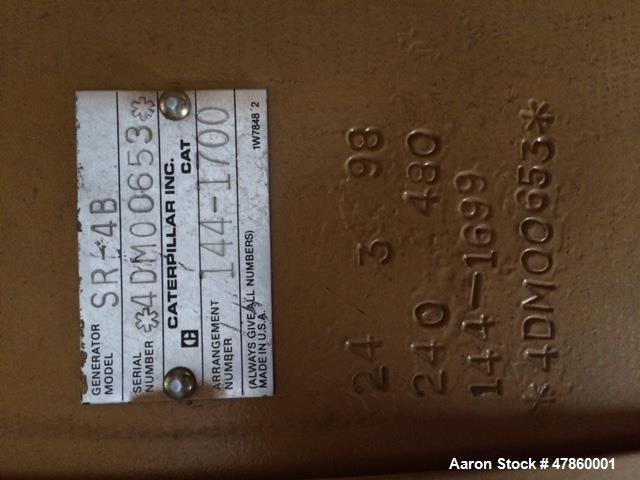 GENERATOR
MODEL SR-4B
SERIAL
NUMBER *4DM00653*
CATERPILLAR INC.
CAT
ARRANGEMENT
NUMBER 144-1700
(ALWAYS GIVE ALL NUMBERS)
MADE IN U.S.A. 1W7848 2
24 3 98
240 480
144-1699
*4DM00653*
Aaron Stock # 47860001